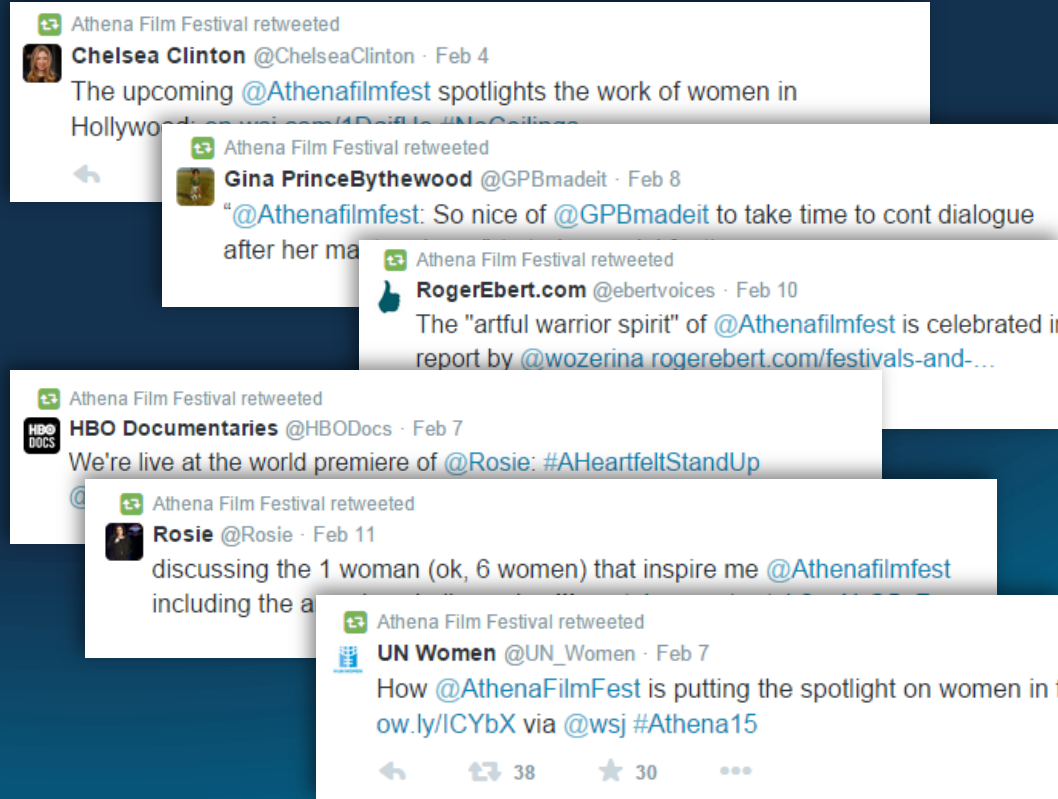 Athena Film Festival retweeted
Chelsea Clinton @ChelseaClinton · Feb 4
The upcoming @Athenafilmfest spotlights the work of women in
Athena Film Festival retweeted
Gina PrinceBythewood @GPBmadeit · Feb 8
“@Athenafilmfest: So nice of @GPBmadeit to take time to cont dialogue
after her
Athena Film Festival retweeted
RogerEbert.com @ebertvoices · Feb 10
The "artful warrior spirit" of @Athenafilmfest is celebrated
report by @wozerina rogerebert.com/festivals-and-…
Athena Film Festival retweeted
HBO DOCS
HBO Documentaries @HBODocs · Feb 7
We're live at the world premiere of @Rosie: #AHeartfeltStandUp
@
Athena Film Festival retweeted
Rosie @Rosie · Feb 11
discussing the 1 woman (ok, 6 women) that inspire me @Athenafilmfest
including the
Athena Film Festival retweeted
UN Women @UN_Women · Feb 7
How @AthenaFilmFest is putting the spotlight on women in
ow.ly/ICYbX via @wsj #Athena15
38 30